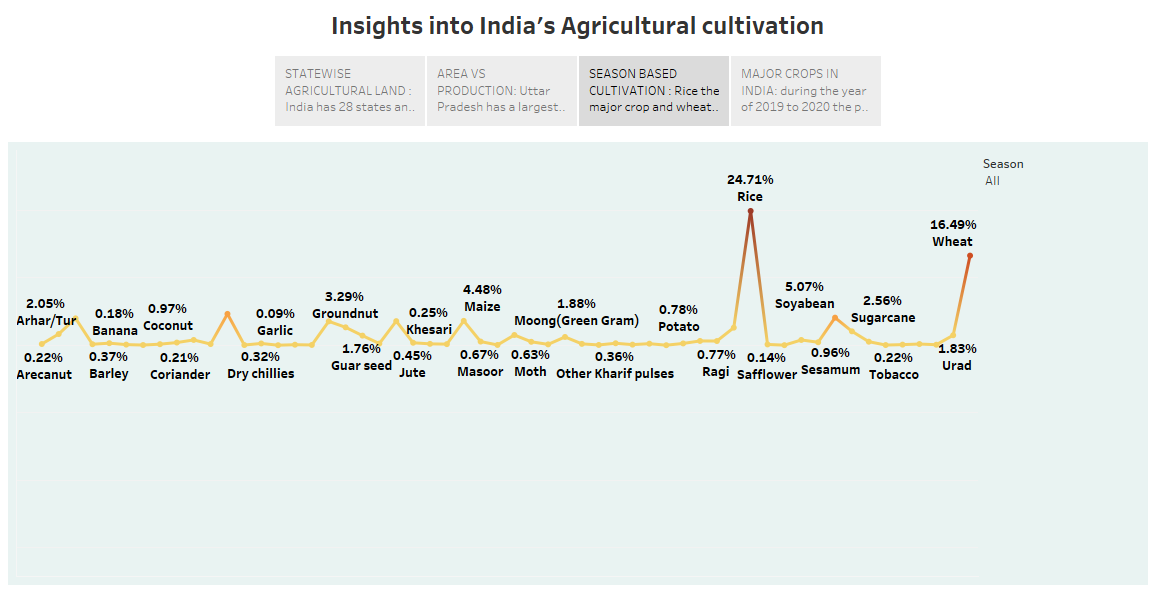 Insights into India’s Agricultural cultivation
STATEWISE
AGRICULTURAL LAND :
India has 28 states an..
AREA VS
PRODUCTION: Uttar
Pradesh has a largest..
SEASON BASED
CULTIVATION : Rice the
major crop and wheat..
MAJOR CROPS IN
INDIA: during the year
of 2019 to 2020 the p..
Season
All
24.71%
Rice
16.49%
Wheat
2.05%
Arhar/Tur
0.18%
Banana
0.97%
Coconut
0.09%
Garlic
3.29%
Groundnut
0.25%
Khesari
4.48%
Maize
1.88%
Moong(Green Gram)
0.78%
Potato
5.07%
Soyabean
2.56%
Sugarcane
0.22%
Arecanut
0.37%
Barley
0.21%
Coriander
0.32%
Dry chillies
1.76%
Guar seed
0.45%
Jute
0.67%
Masoor
0.63%
Moth
0.36%
Other Kharif pulses
0.77%
Ragi
0.14%
Safflower
0.96%
Sesamum
0.22%
Tobacco
1.83%
Urad